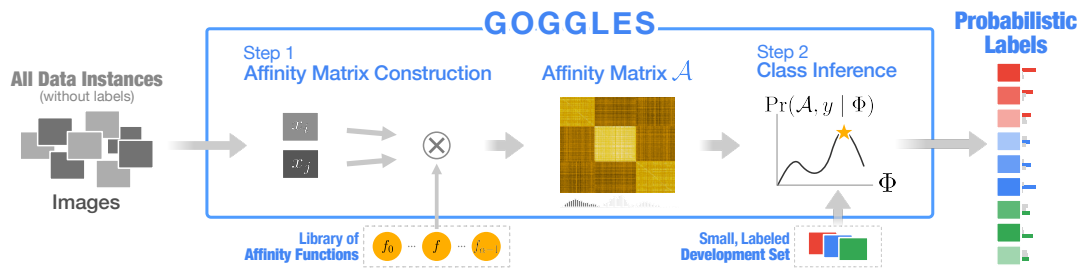 GOGGLES
Probabilistic
Labels
Step 1
Affinity Matrix Construction
Affinity Matrix 𝒜
Step 2
Class Inference
All Data Instances
(without labels)
Images
x_i
x_j
⊗
Pr(𝒜, y | Φ)
Φ
Library of
Affinity Functions
f_0 ... f ...
Small, Labeled
Development Set